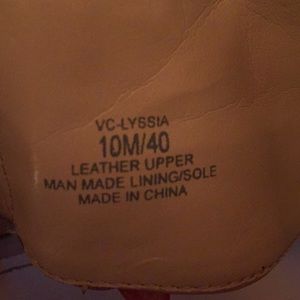 VC-LYSSIA
10M/40
LEATHER UPPER
MAN MADE LINING/SOLE
MADE IN CHINA